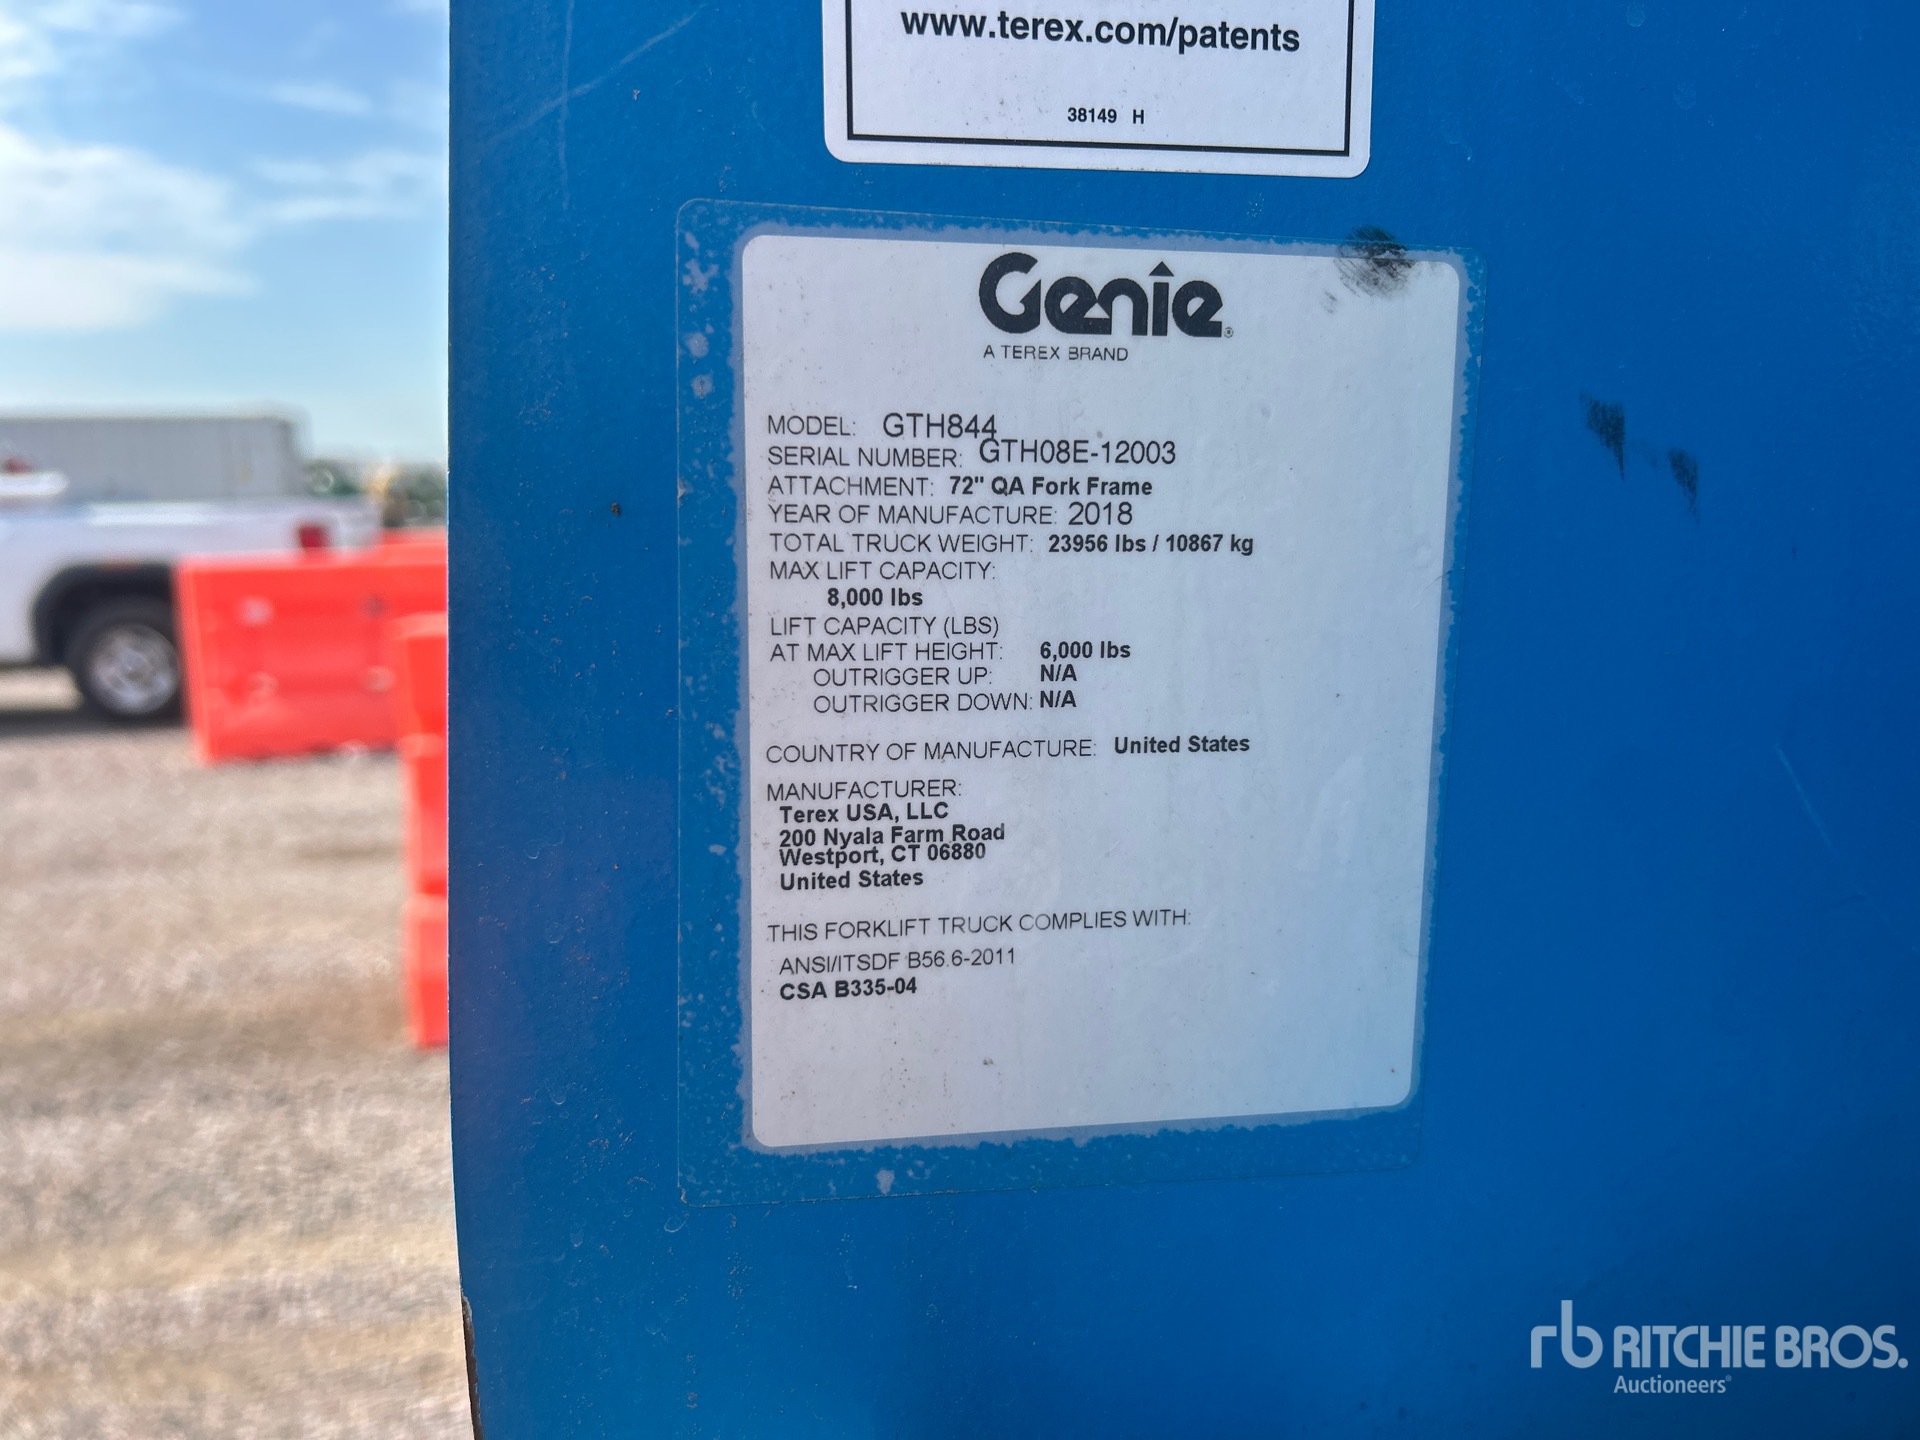 www.terex.com/patents
38149 H
Genie®
A TEREX BRAND
MODEL: GTH844
SERIAL NUMBER: GTH08E-12003
ATTACHMENT: 72" QA Fork Frame
YEAR OF MANUFACTURE: 2018
TOTAL TRUCK WEIGHT: 23956 lbs / 10867 kg
MAX LIFT CAPACITY:
8,000 lbs
LIFT CAPACITY (LBS)
AT MAX LIFT HEIGHT: 6,000 lbs
OUTRIGGER UP: N/A
OUTRIGGER DOWN: N/A
COUNTRY OF MANUFACTURE: United States
MANUFACTURER:
Terex USA, LLC
200 Nyala Farm Road
Westport, CT 06880
United States
THIS FORKLIFT TRUCK COMPLIES WITH:
ANSI/ITSDF B56.6-2011
CSA B335-04
rb RITCHIE BROS.
Auctioneers®